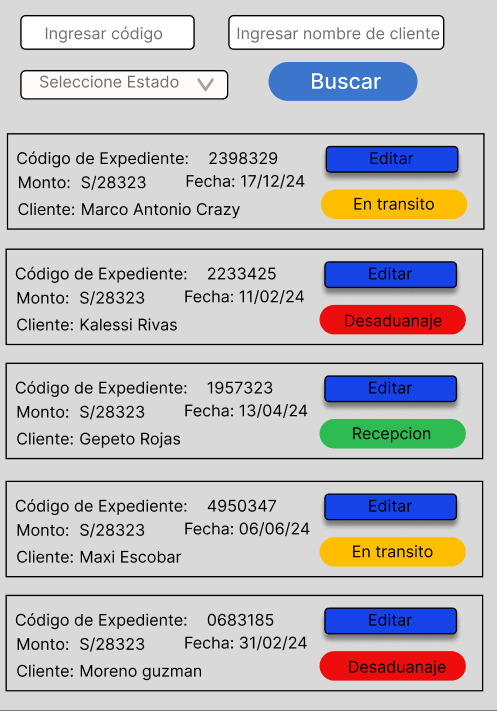 Ingresar código Ingresar nombre de cliente
Seleccione Estado Buscar
Código de Expediente: 2398329 Editar
Monto: S/28323 Fecha: 17/12/24
Cliente: Marco Antonio Crazy En transito
Código de Expediente: 2233425 Editar
Monto: S/28323 Fecha: 11/02/24
Cliente: Kalessi Rivas Desaduanaje
Código de Expediente: 1957323 Editar
Monto: S/28323 Fecha: 13/04/24
Cliente: Gepeto Rojas Recepcion
Código de Expediente: 4950347 Editar
Monto: S/28323 Fecha: 06/06/24
Cliente: Maxi Escobar En transito
Código de Expediente: 0683185 Editar
Monto: S/28323 Fecha: 31/02/24
Cliente: Moreno guzman Desaduanaje